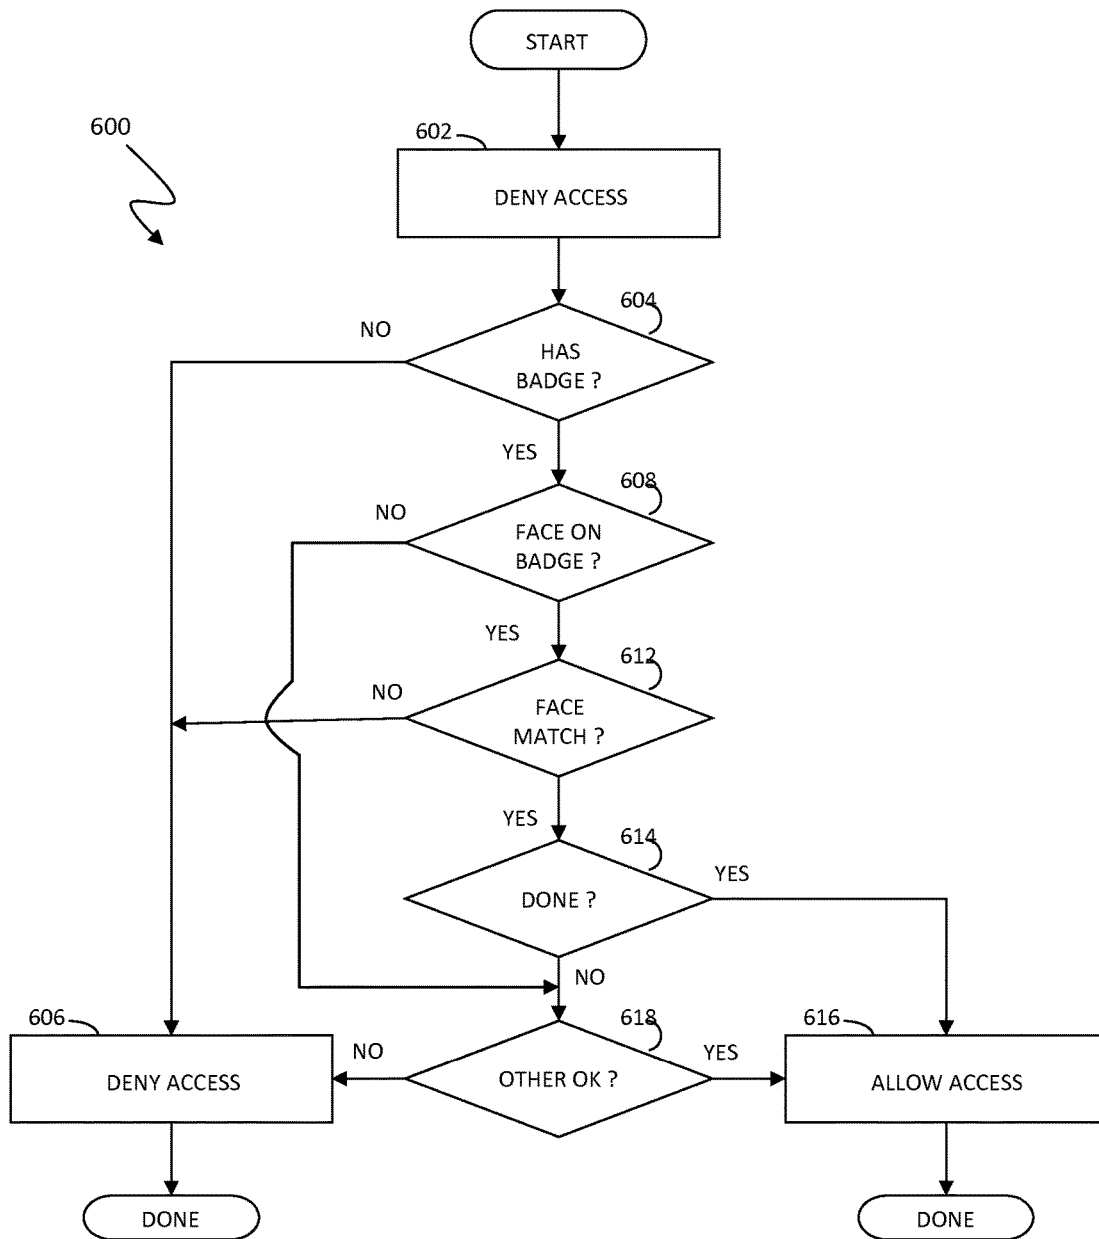 START
602
600
DENY ACCESS
604
NO
HAS
BADGE ?
YES
608
NO
FACE ON
BADGE ?
YES
612
NO
FACE
MATCH ?
YES
614
YES
DONE ?
NO
606
618
616
NO
YES
DENY ACCESS
OTHER OK ?
ALLOW ACCESS
DONE
DONE